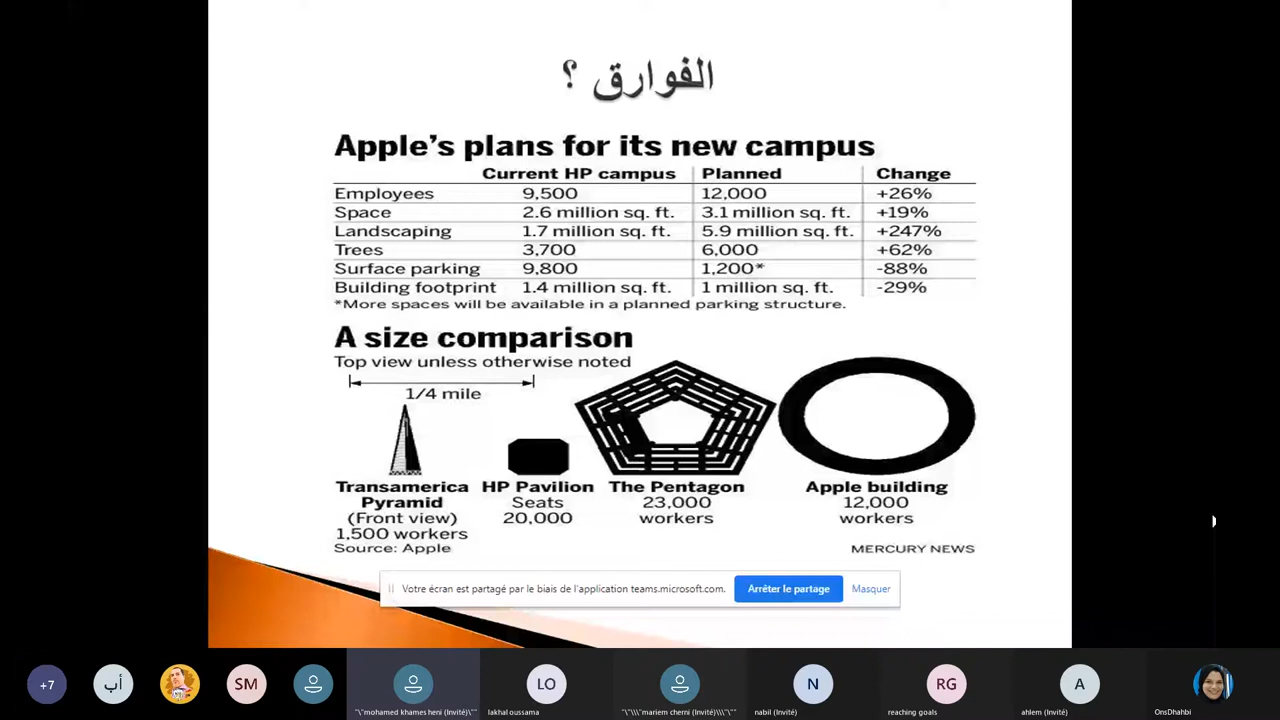 الفوارق ؟
Apple's plans for its new campus
Current HP campus Planned Change
Employees 9,500 12,000 +26%
Space 2.6 million sq. ft. 3.1 million sq. ft. +19%
Landscaping 1.7 million sq. ft. 5.9 million sq. ft. +247%
Trees 3,700 6,000 +62%
Surface parking 9,800 1,200* -88%
Building footprint 1.4 million sq. ft. 1 million sq. ft. -29%
*More spaces will be available in a planned parking structure.
A size comparison
Top view unless otherwise noted
1/4 mile
Transamerica HP Pavilion The Pentagon Apple building
Pyramid Seats 23,000 12,000
(Front view) 20,000 workers workers
1,500 workers
Source: Apple MERCURY NEWS
Votre écran est partagé par le biais de l'application teams.microsoft.com. Arrêter le partage Masquer
+7 أب SM LO N RG A
"\"mohamed khames heni (Invité)\"" lakhal oussama "\"\\"mariem cherni (Invité)\\"\"" nabil (Invité) reaching goals ahlem (Invité) OnsDhahbi